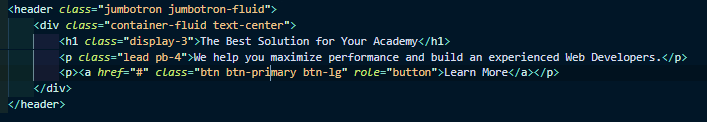 <header class="jumbotron jumbotron-fluid">
<div class="container-fluid text-center">
<h1 class="display-3">The Best Solution for Your Academy</h1>
<p class="lead pb-4">We help you maximize performance and build an experienced Web Developers.</p>
<p><a href="#" class="btn btn-primary btn-lg" role="button">Learn More</a></p>
</div>
</header>